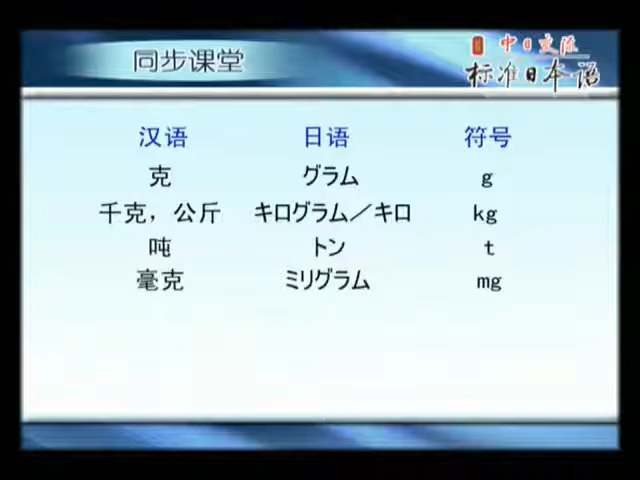 同步课堂
中日交流
标准日本语
汉语 日语 符号
克 グラム g
千克，公斤 キログラム／キロ kg
吨 トン t
毫克 ミリグラム mg